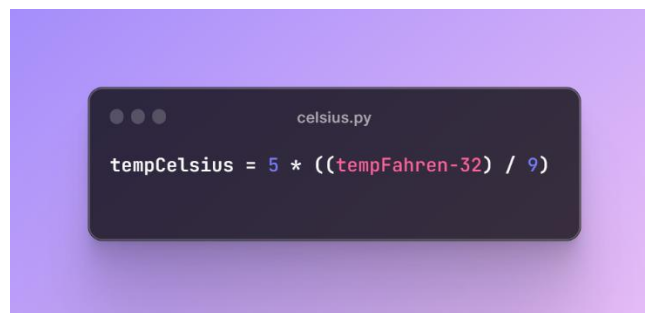 celsius.py
tempCelsius = 5 * ((tempFahren-32) / 9)